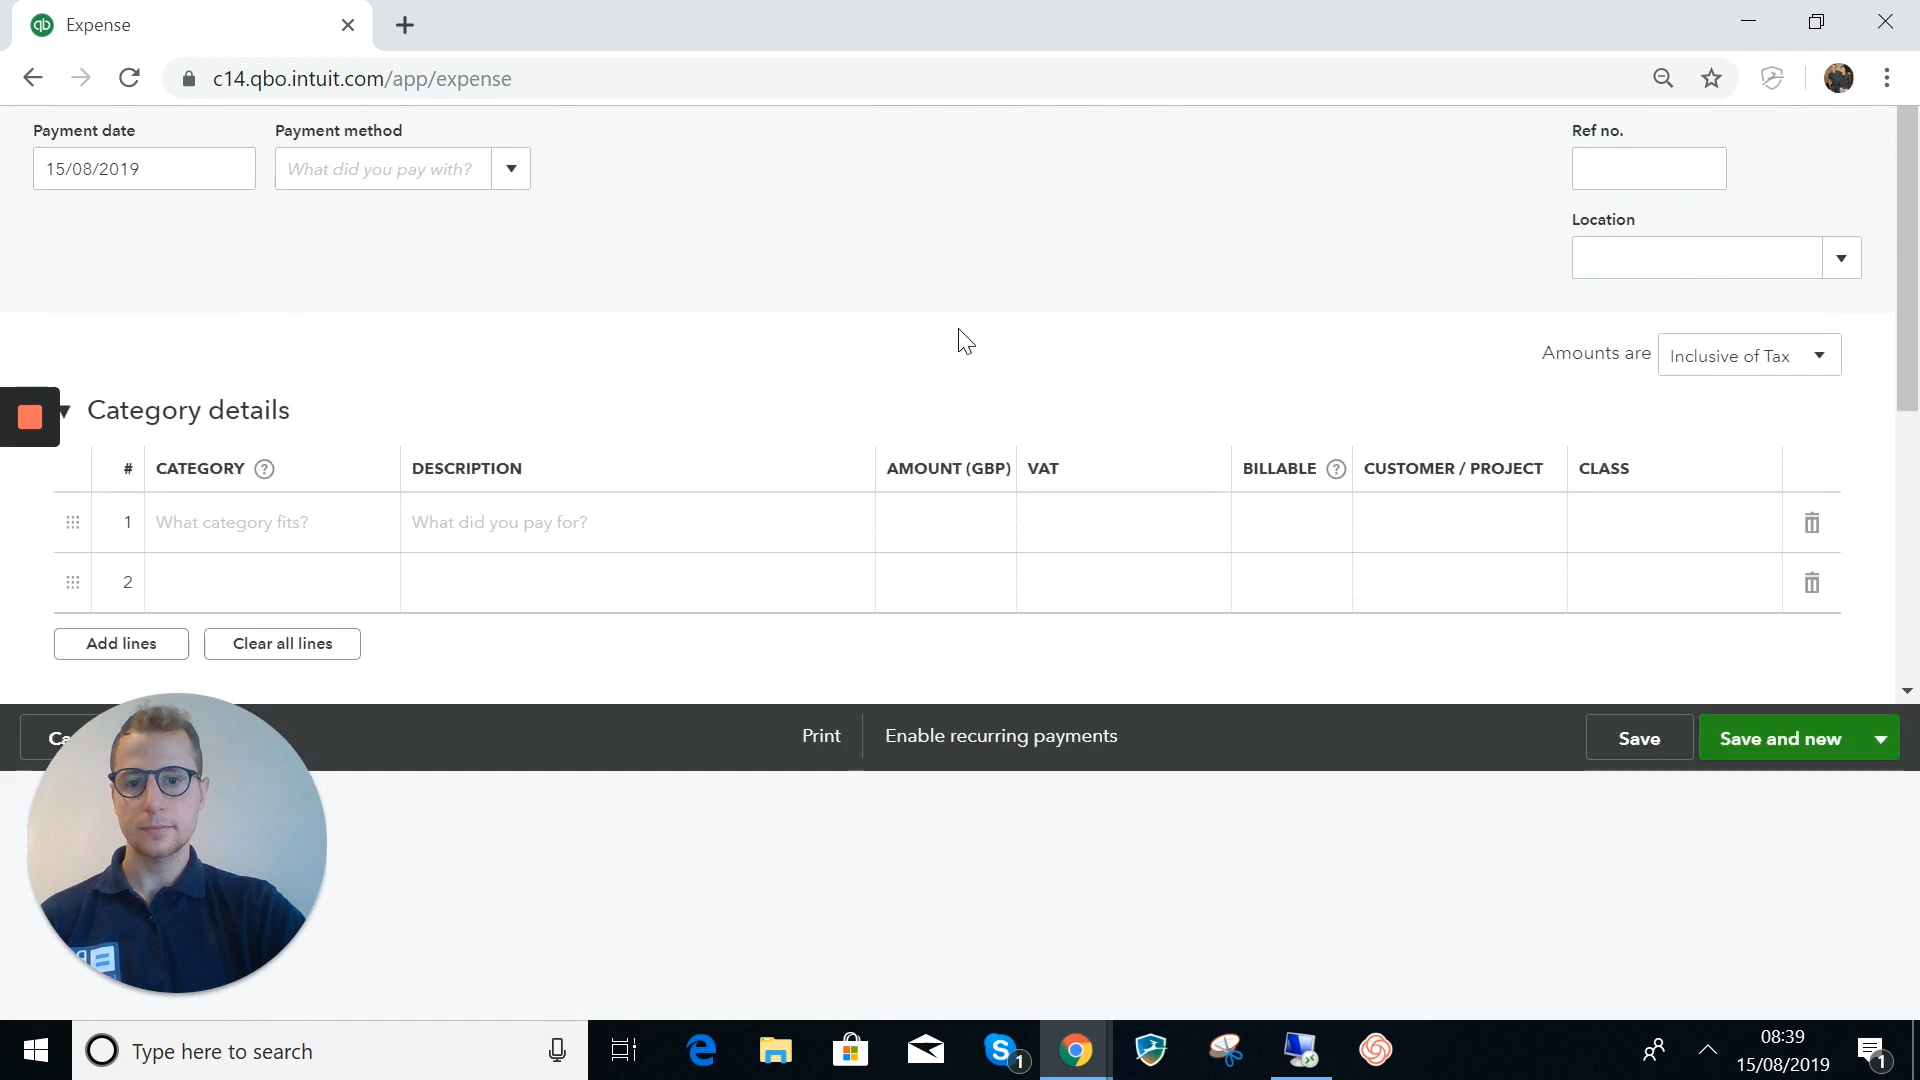 Expense
c14.qbo.intuit.com/app/expense
Payment date
Payment method
Ref no.
15/08/2019
What did you pay with?
Location
Amounts are
Inclusive of Tax
Category details
# CATEGORY ? DESCRIPTION AMOUNT (GBP) VAT BILLABLE ? CUSTOMER / PROJECT CLASS
1 What category fits? What did you pay for?
2
Add lines
Clear all lines
Ca
Print
Enable recurring payments
Save
Save and new
Type here to search
1
08:39
15/08/2019
1